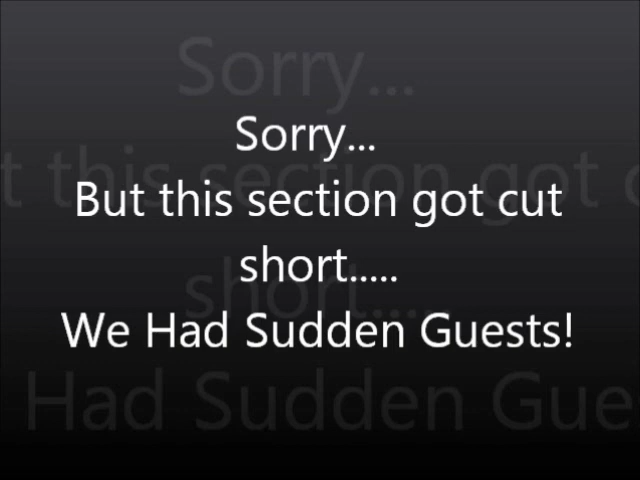 Sorry...
But this section got cut
short.....
We Had Sudden Guests!